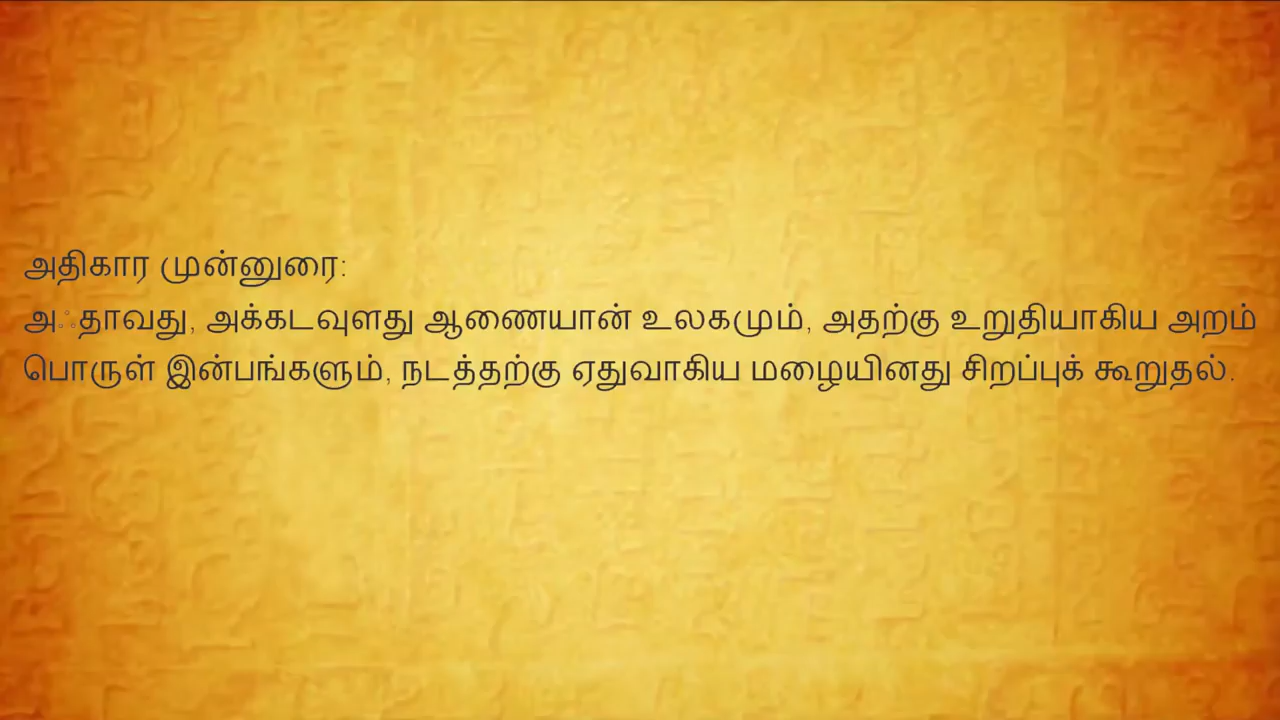 அதிகார முன்னுரை:
அஃதாவது, அக்கடவுளது ஆணையான் உலகமும், அதற்கு உறுதியாகிய அறம்
பொருள் இன்பங்களும், நடத்தற்கு ஏதுவாகிய மழையினது சிறப்புக் கூறுதல்.